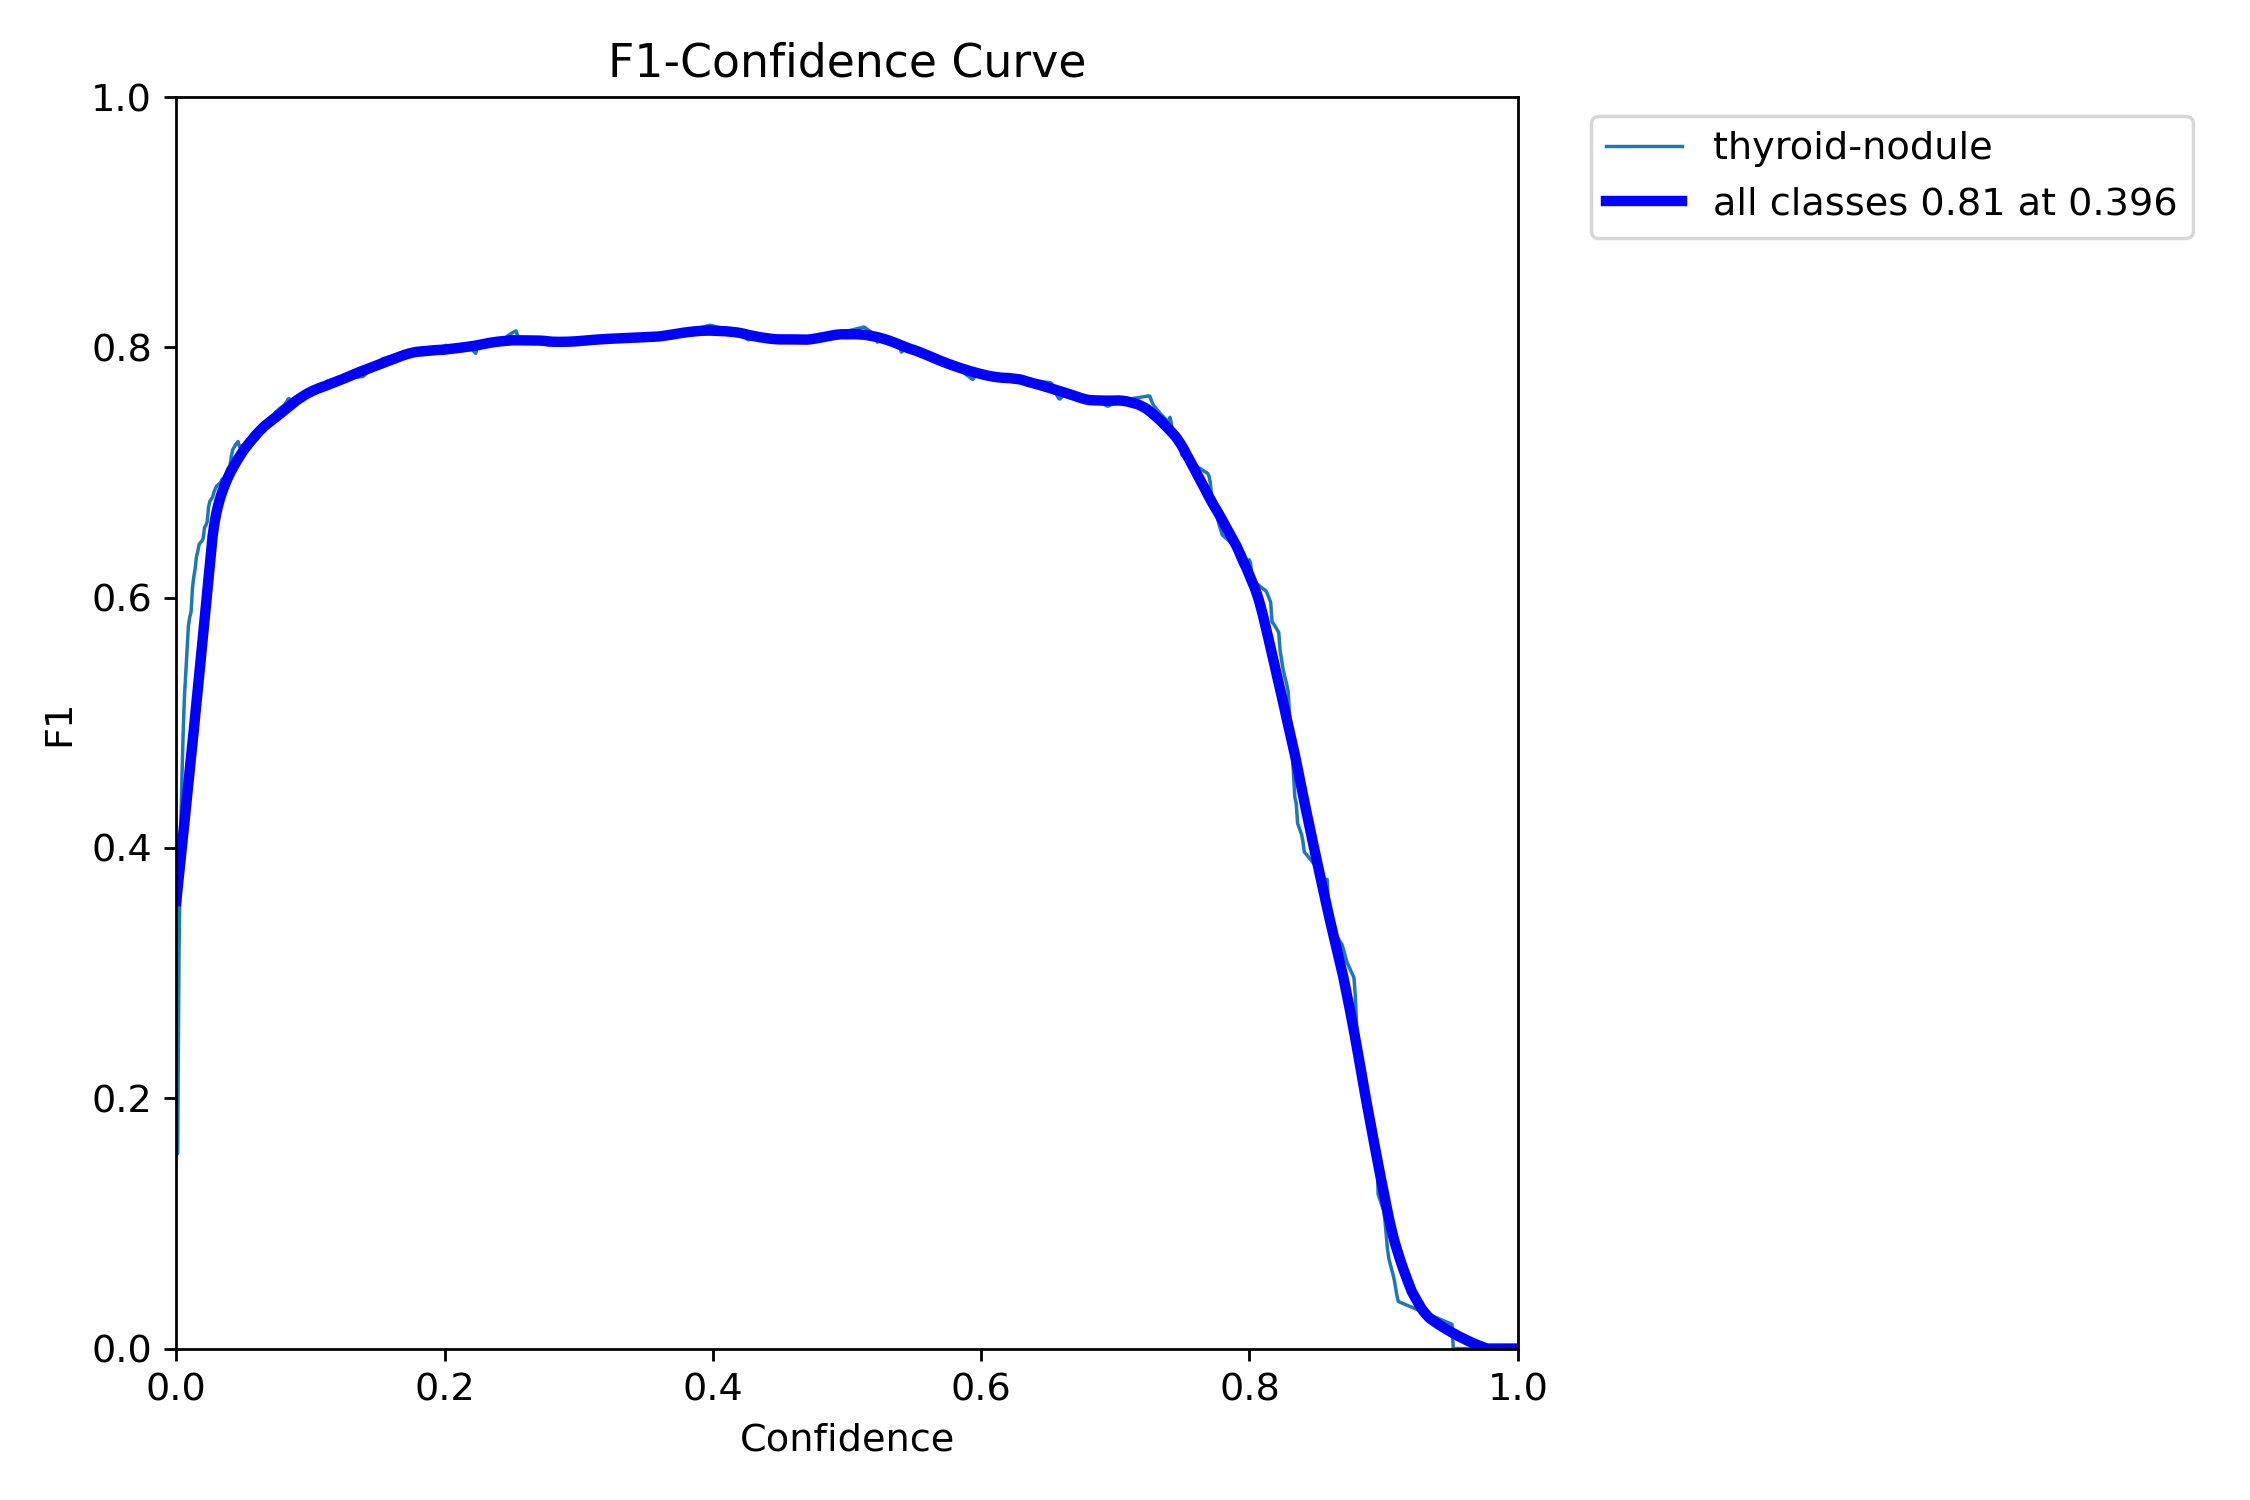 F1-Confidence Curve
1.0
0.8
0.6
0.4
0.2
0.0
F1
0.0 0.2 0.4 0.6 0.8 1.0
Confidence
thyroid-nodule
all classes 0.81 at 0.396